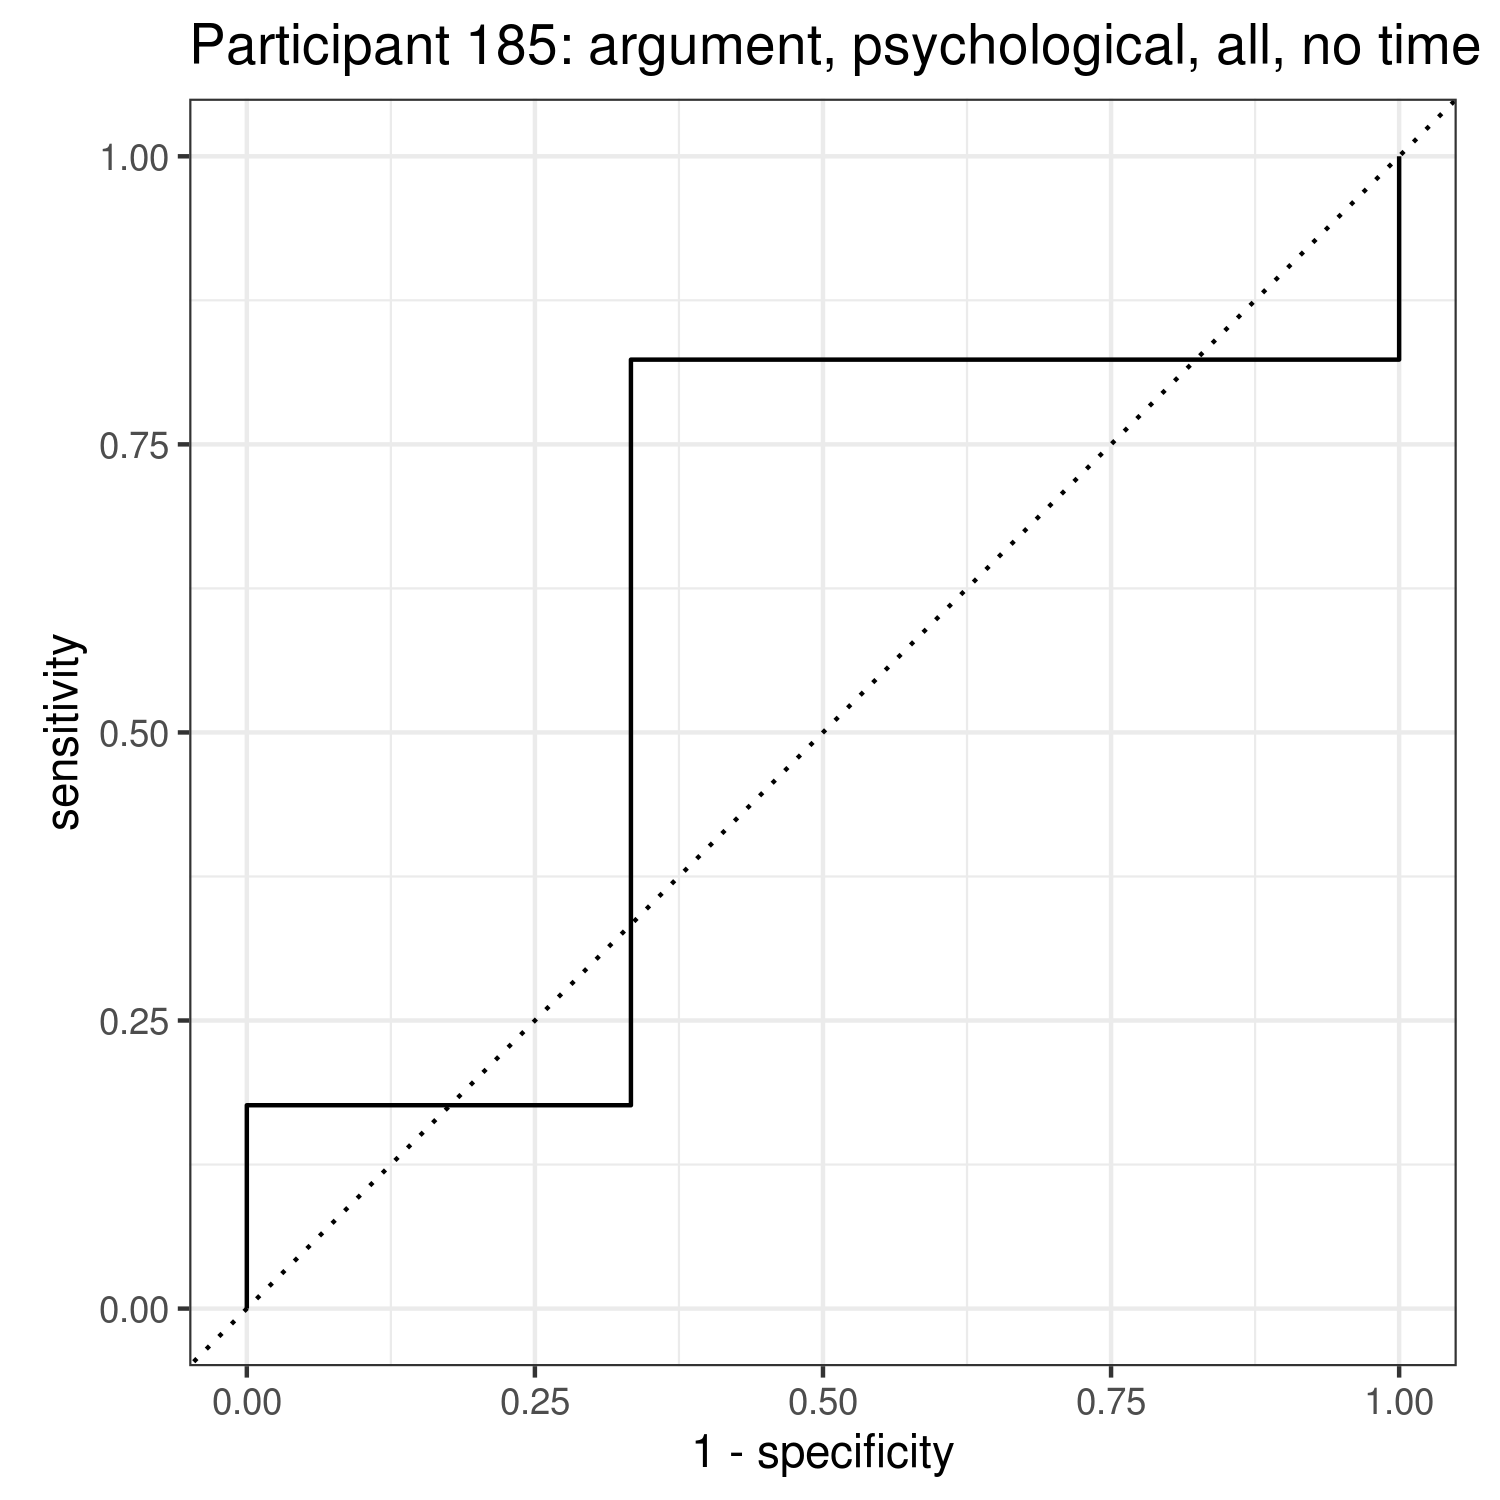 Participant 185: argument, psychological, all, no time
1.00
0.75
0.50
0.25
0.00
sensitivity
0.00 0.25 0.50 0.75 1.00
1 - specificity